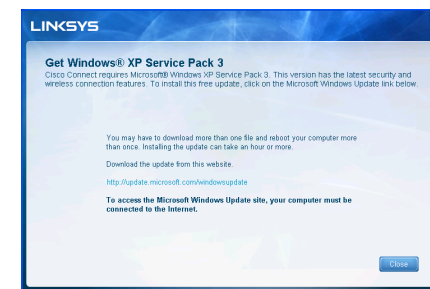 LINKSYS
Get Windows® XP Service Pack 3
Cisco Connect requires Microsoft® Windows XP Service Pack 3. This version has the latest security and
wireless connection features. To install this free update, click on the Microsoft Windows Update link below.
You may have to download more than one file and reboot your computer more
than once. Installing the update can take an hour or more.
Download the update from this website.
http://update.microsoft.com/windowsupdate
To access the Microsoft Windows Update site, your computer must be
connected to the Internet.
Close